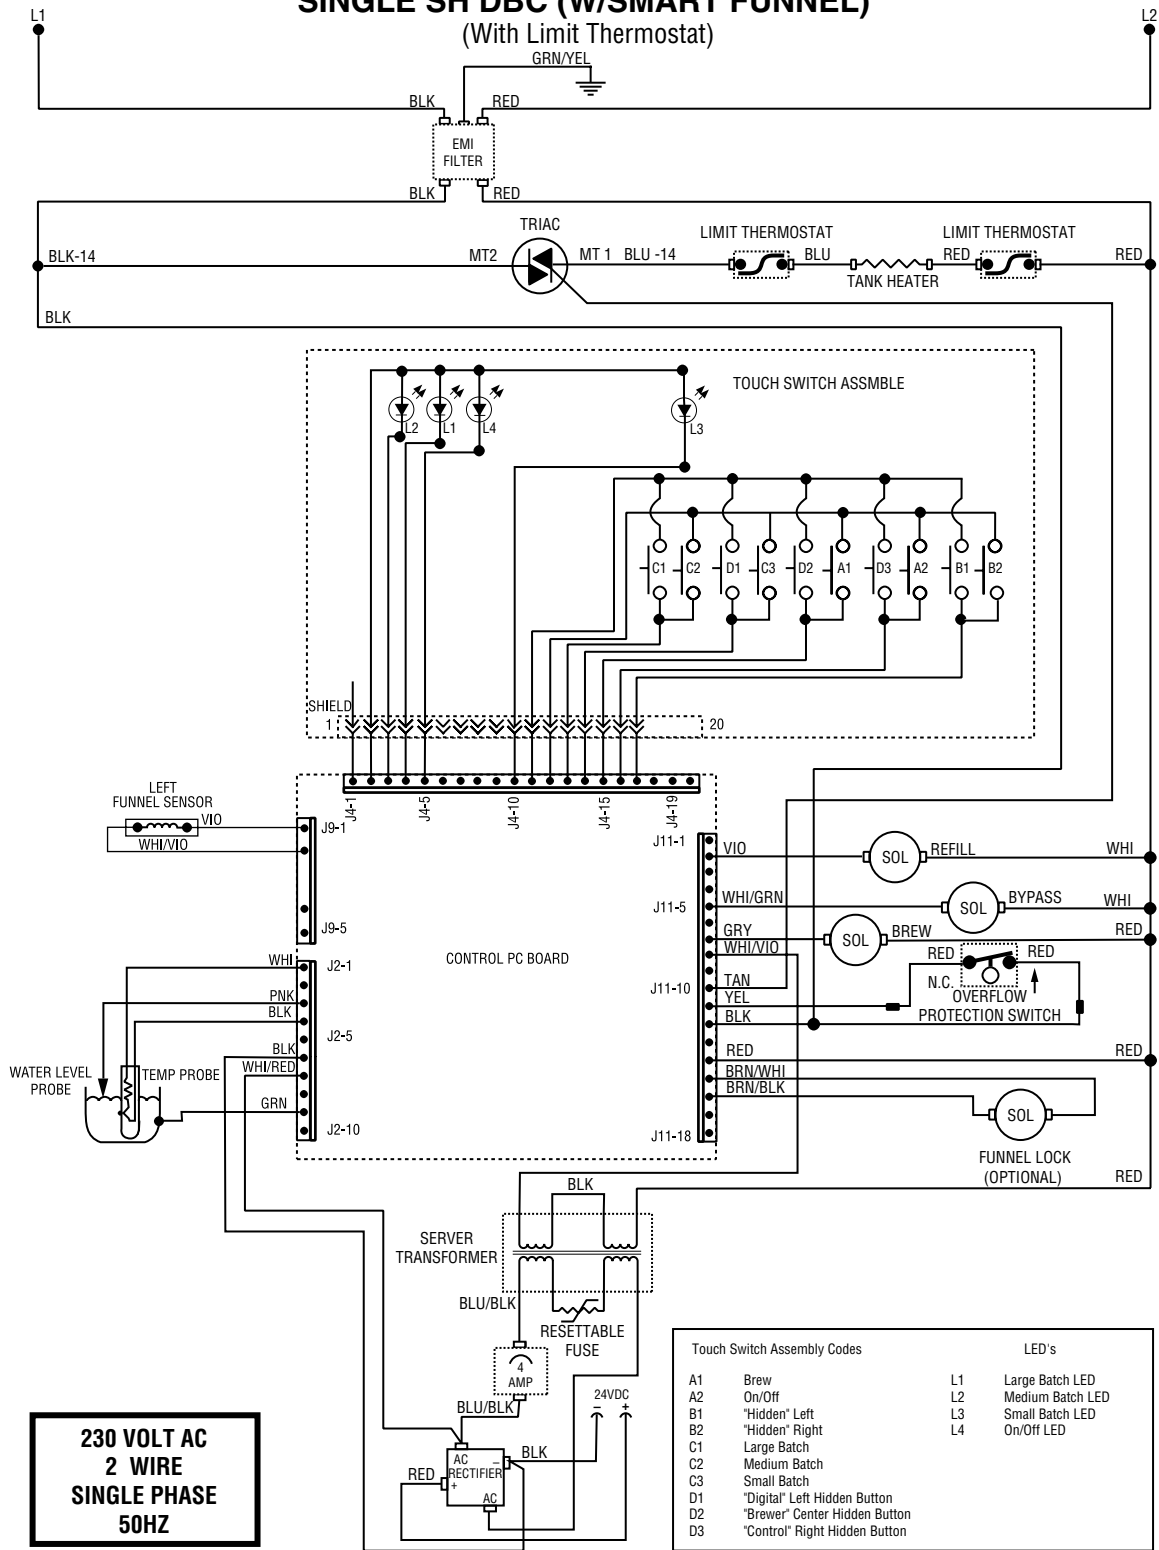 SINGLE SH DBC (W/SMART FUNNEL)
(With Limit Thermostat)
L1
L2
GRN/YEL
BLK
RED
EMI
FILTER
BLK
RED
TRIAC
LIMIT THERMOSTAT
LIMIT THERMOSTAT
BLK-14
MT2
MT 1
BLU -14
BLU
RED
RED
TANK HEATER
BLK
TOUCH SWITCH ASSMBLE
L2
L1
L4
L3
C1
C2
D1
C3
D2
A1
D3
A2
B1
B2
SHIELD
1
20
J4-1
J4-5
J4-10
J4-15
J4-19
LEFT
FUNNEL SENSOR
VIO
WHI/VIO
J9-1
J9-5
J11-1
VIO
SOL
REFILL
WHI
J11-5
WHI/GRN
SOL
BYPASS
WHI
GRY
SOL
BREW
RED
WHI/VIO
CONTROL PC BOARD
RED
RED
N.C.
J11-10
TAN
OVERFLOW
PROTECTION SWITCH
YEL
BLK
WHI
J2-1
PNK
BLK
J2-5
BLK
WHI/RED
RED
RED
WATER LEVEL
PROBE
TEMP PROBE
BRN/WHI
BRN/BLK
GRN
J2-10
SOL
J11-18
FUNNEL LOCK
(OPTIONAL)
RED
BLK
SERVER
TRANSFORMER
BLU/BLK
RESETTABLE
FUSE
4
AMP
BLU/BLK
24VDC
–
+
AC
–
BLK
RED
RECTIFIER
+
AC
230 VOLT AC
2 WIRE
SINGLE PHASE
50HZ
Touch Switch Assembly Codes
LED's
A1 Brew L1 Large Batch LED
A2 On/Off L2 Medium Batch LED
B1 "Hidden" Left L3 Small Batch LED
B2 "Hidden" Right L4 On/Off LED
C1 Large Batch
C2 Medium Batch
C3 Small Batch
D1 "Digital" Left Hidden Button
D2 "Brewer" Center Hidden Button
D3 "Control" Right Hidden Button